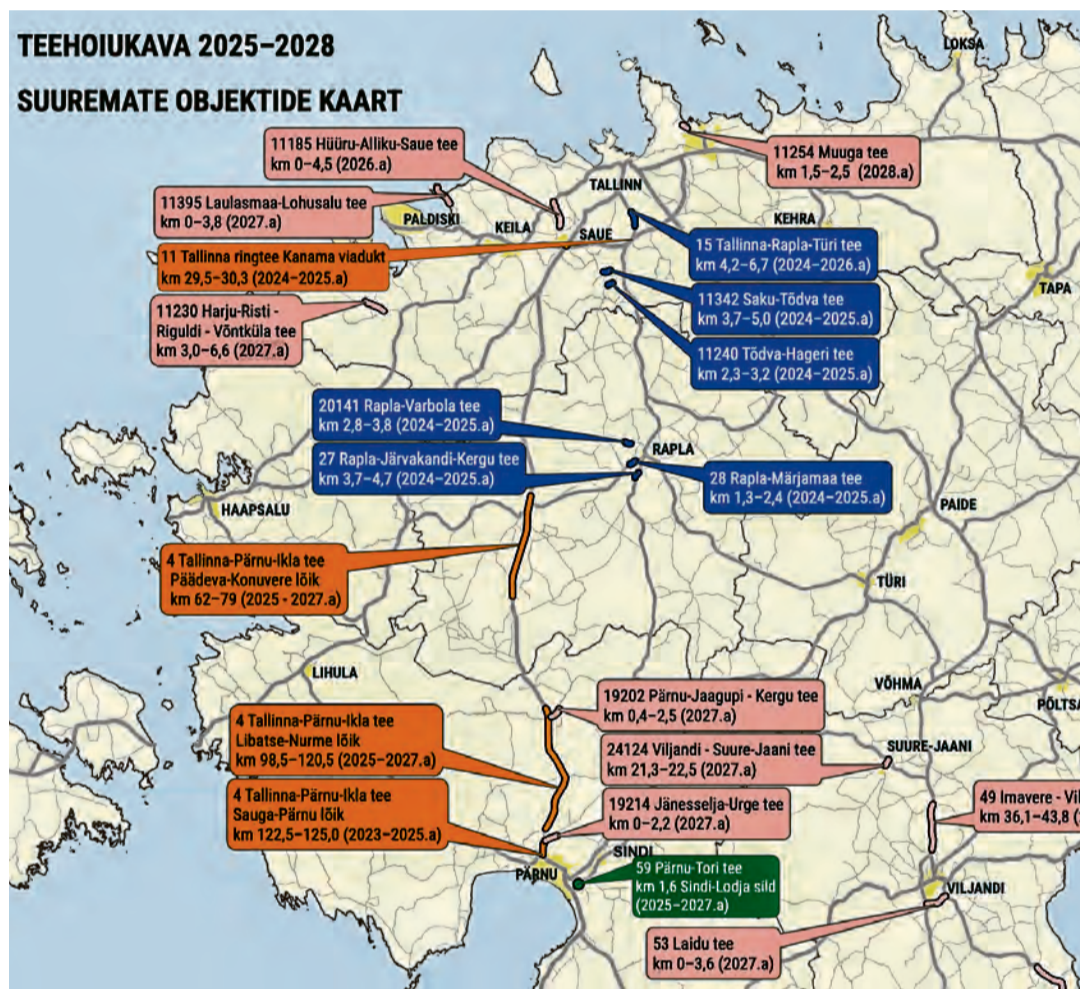 TEEHOIUKAVA 2025–2028
SUUREMATE OBJEKTIDE KAART
LOKSA
11185 Hüüru-Alliku-Saue tee
km 0–4,5 (2026.a)
11254 Muuga tee
km 1,5–2,5 (2028.a)
TALLINN
11395 Laulasmaa-Lohusalu tee
km 0–3,8 (2027.a)
PALDISKI
KEILA
SAUE
KEHRA
11 Tallinna ringtee Kanama viadukt
km 29,5–30,3 (2024–2025.a)
15 Tallinna-Rapla-Türi tee
km 4,2–6,7 (2024–2026.a)
TAPA
11230 Harju-Risti -
Riguldi - Võntküla tee
km 3,0–6,6 (2027.a)
11342 Saku-Tõdva tee
km 3,7–5,0 (2024–2025.a)
11240 Tõdva-Hageri tee
km 2,3–3,2 (2024–2025.a)
20141 Rapla-Varbola tee
km 2,8–3,8 (2024–2025.a)
RAPLA
27 Rapla-Järvakandi-Kergu tee
km 3,7–4,7 (2024–2025.a)
28 Rapla-Märjamaa tee
km 1,3–2,4 (2024–2025.a)
HAAPSALU
PAIDE
4 Tallinna-Pärnu-Ikla tee
Päädeva-Konuvere lõik
km 62–79 (2025 - 2027.a)
TÜRI
LIHULA
VÕHMA
PÕLTSA
19202 Pärnu-Jaagupi - Kergu tee
km 0,4–2,5 (2027.a)
4 Tallinna-Pärnu-Ikla tee
Libatse-Nurme lõik
km 98,5–120,5 (2025–2027.a)
24124 Viljandi - Suure-Jaani tee
km 21,3–22,5 (2027.a)
SUURE-JAANI
4 Tallinna-Pärnu-Ikla tee
Sauga-Pärnu lõik
km 122,5–125,0 (2023–2025.a)
19214 Jänesselja-Urge tee
km 0–2,2 (2027.a)
49 Imavere - Vil
km 36,1–43,8 (
SINDI
PÄRNU
59 Pärnu-Tori tee
km 1,6 Sindi-Lodja sild
(2025–2027.a)
VILJANDI
53 Laidu tee
km 0–3,6 (2027.a)